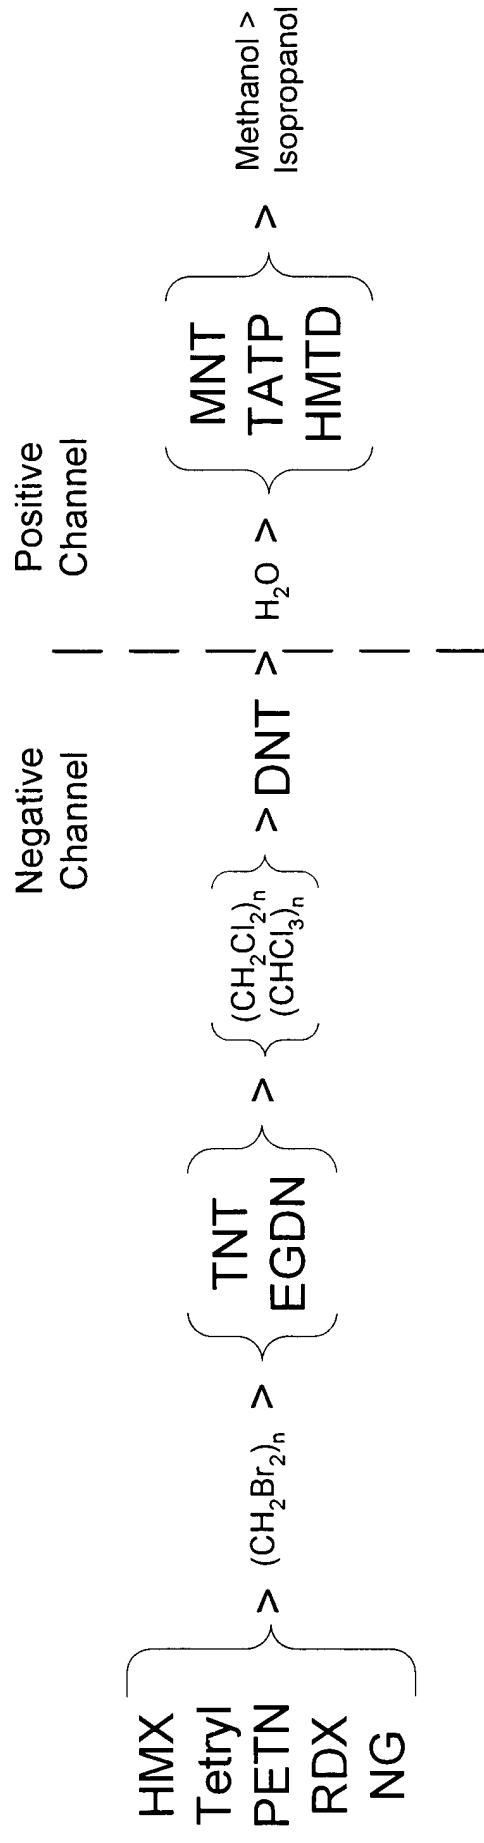 Negative
Channel
Positive
Channel
HMX
Tetryl
PETN
RDX
NG
>
(CH₂Br₂)ₙ
>
TNT
EGDN
>
(CH₂Cl₂)ₙ
(CHCl₃)ₙ
> DNT >
H₂O >
MNT
TATP
HMTD
>
Methanol >
Isopropanol